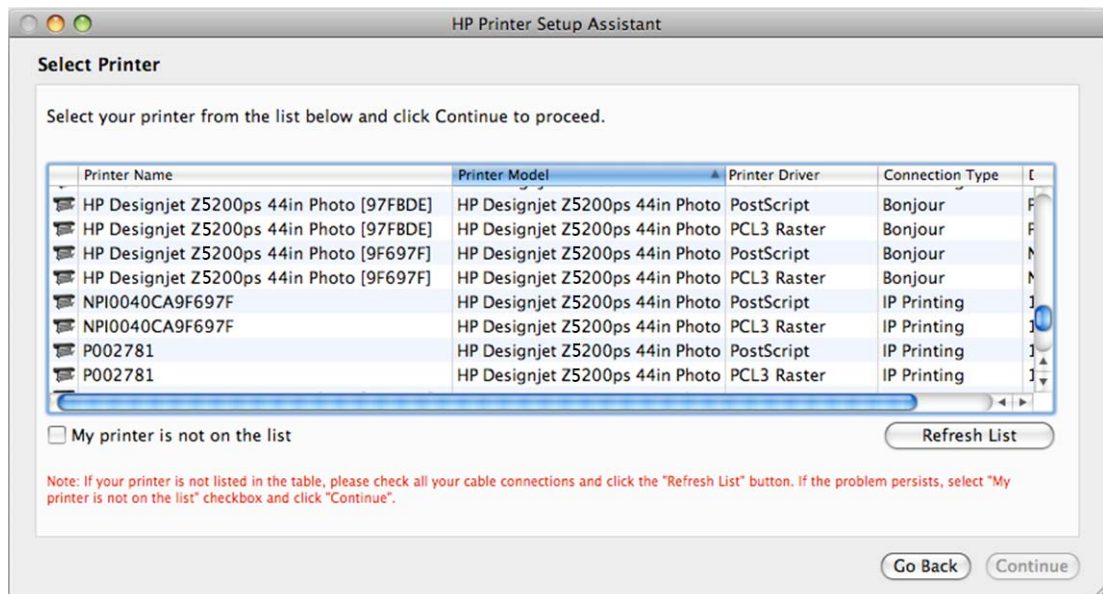 HP Printer Setup Assistant
Select Printer
Select your printer from the list below and click Continue to proceed.
Printer Name Printer Model Printer Driver Connection Type
HP Designjet Z5200ps 44in Photo [97FBDE] HP Designjet Z5200ps 44in Photo PostScript Bonjour
HP Designjet Z5200ps 44in Photo [97FBDE] HP Designjet Z5200ps 44in Photo PCL3 Raster Bonjour
HP Designjet Z5200ps 44in Photo [9F697F] HP Designjet Z5200ps 44in Photo PostScript Bonjour
HP Designjet Z5200ps 44in Photo [9F697F] HP Designjet Z5200ps 44in Photo PCL3 Raster Bonjour
NPI0040CA9F697F HP Designjet Z5200ps 44in Photo PostScript IP Printing
NPI0040CA9F697F HP Designjet Z5200ps 44in Photo PCL3 Raster IP Printing
P002781 HP Designjet Z5200ps 44in Photo PostScript IP Printing
P002781 HP Designjet Z5200ps 44in Photo PCL3 Raster IP Printing
My printer is not on the list Refresh List
Note: If your printer is not listed in the table, please check all your cable connections and click the "Refresh List" button. If the problem persists, select "My
printer is not on the list" checkbox and click "Continue".
Go Back Continue